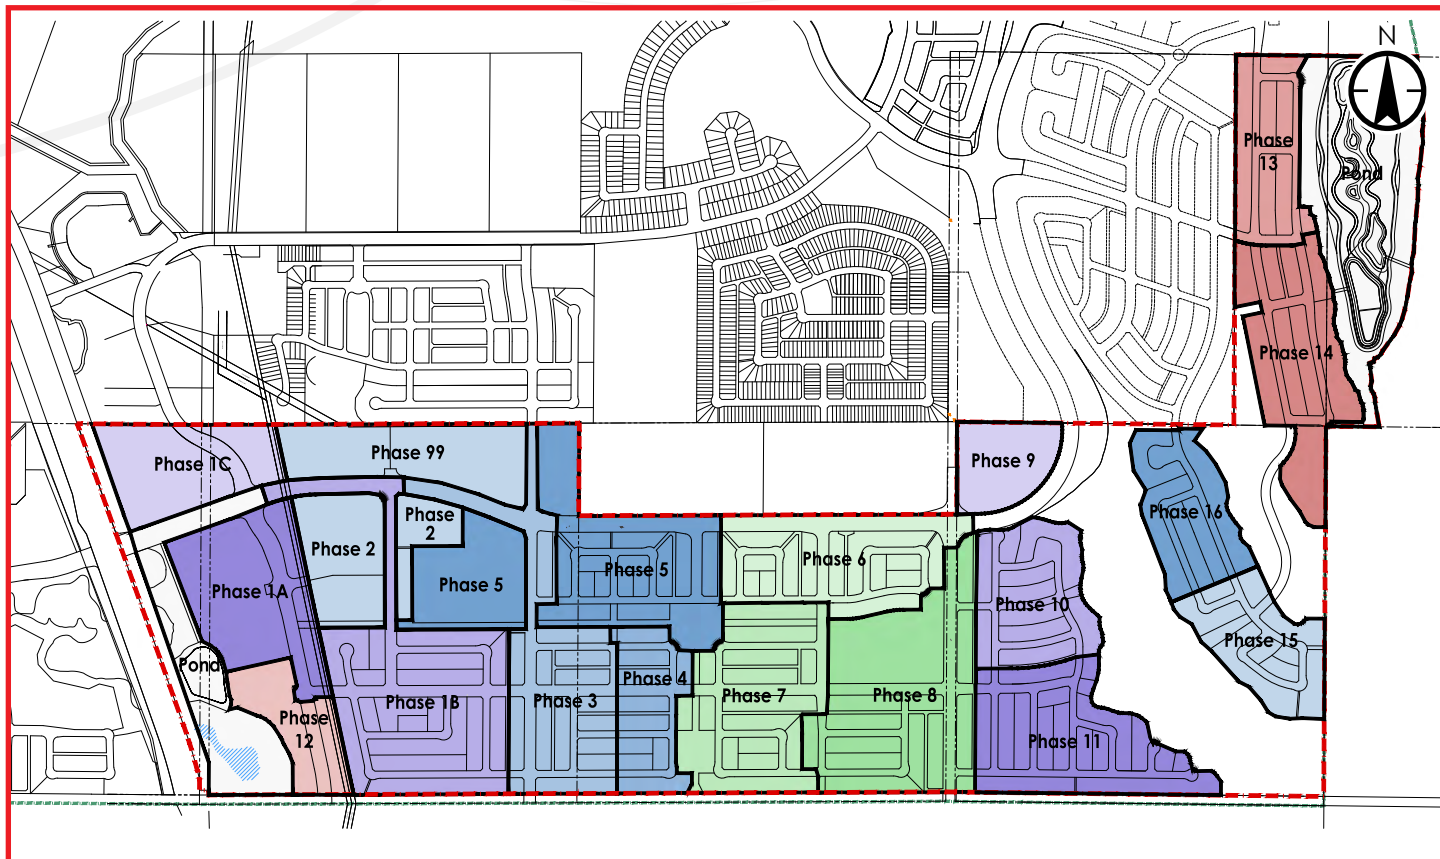 N
Phase
13
Pond
Phase 14
Phase 1C
Phase 99
Phase 9
Phase
2
Phase 16
Phase 2
Phase 6
Phase 5
Phase 5
Phase 1A
Phase 10
Phase 15
Pond
Phase 4
Phase 1B
Phase 3
Phase 7
Phase 8
Phase
12
Phase 11